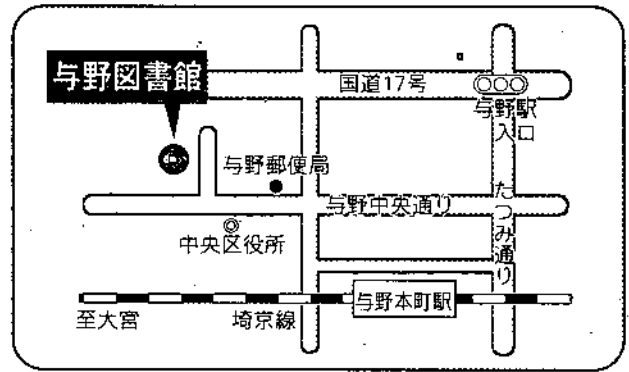 与野図書館
国道17号
与野駅
入口
与野郵便局
与野中央通り
たつみ通り
中央区役所
与野本町駅
至大宮
埼京線